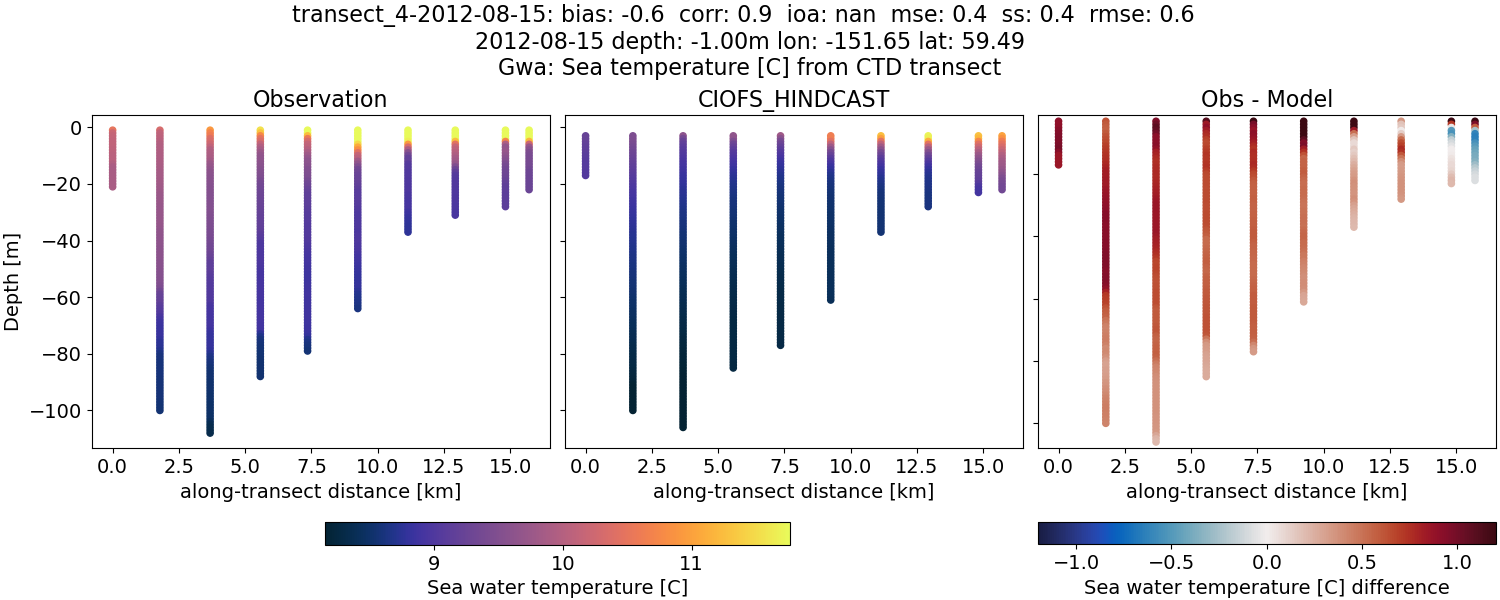 transect_4-2012-08-15: bias: -0.6  corr: 0.9  ioa: nan  mse: 0.4  ss: 0.4  rmse: 0.6
2012-08-15 depth: -1.00m lon: -151.65 lat: 59.49
Gwa: Sea temperature [C] from CTD transect
Observation
CIOFS_HINDCAST
Obs - Model
Depth [m]
0
−20
−40
−60
−80
−100
0.0 2.5 5.0 7.5 10.0 12.5 15.0
0.0 2.5 5.0 7.5 10.0 12.5 15.0
0.0 2.5 5.0 7.5 10.0 12.5 15.0
along-transect distance [km]
along-transect distance [km]
along-transect distance [km]
9 10 11
Sea water temperature [C]
−1.0 −0.5 0.0 0.5 1.0
Sea water temperature [C] difference